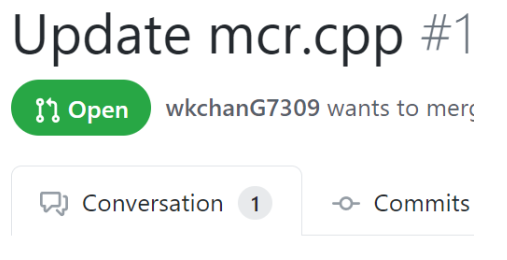 Update mcr.cpp #1
Open wkchanG7309 wants to merg
Conversation 1 Commits